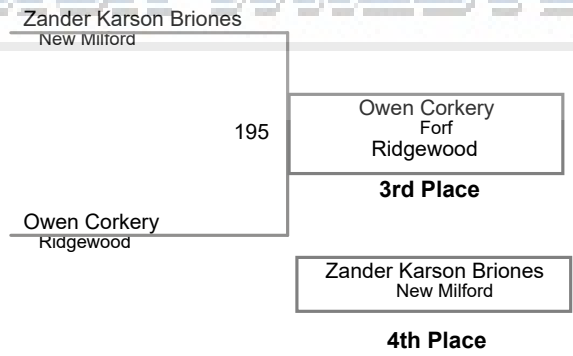 Zander Karson Briones
New Milford
195
Owen Corkery
Forf
Ridgewood
3rd Place
Owen Corkery
Ridgewood
Zander Karson Briones
New Milford
4th Place